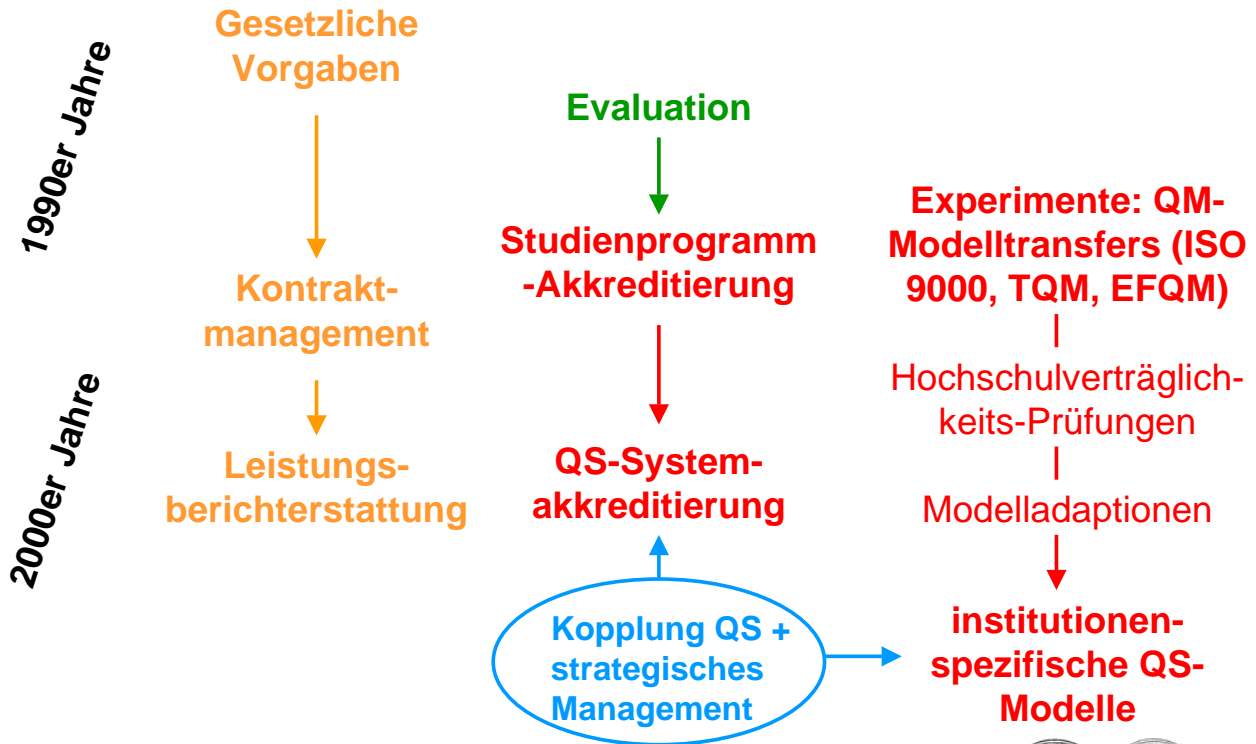 1990er Jahre
2000er Jahre
Gesetzliche
Vorgaben
Kontrakt-
management
Leistungs-
berichterstattung
Evaluation
Studienprogramm
-Akkreditierung
QS-System-
akkreditierung
Kopplung QS +
strategisches
Management
Experimente: QM-
Modelltransfers (ISO
9000, TQM, EFQM)
Hochschulverträglich-
keits-Prüfungen
Modelladaptionen
institutionen-
spezifische QS-
Modelle